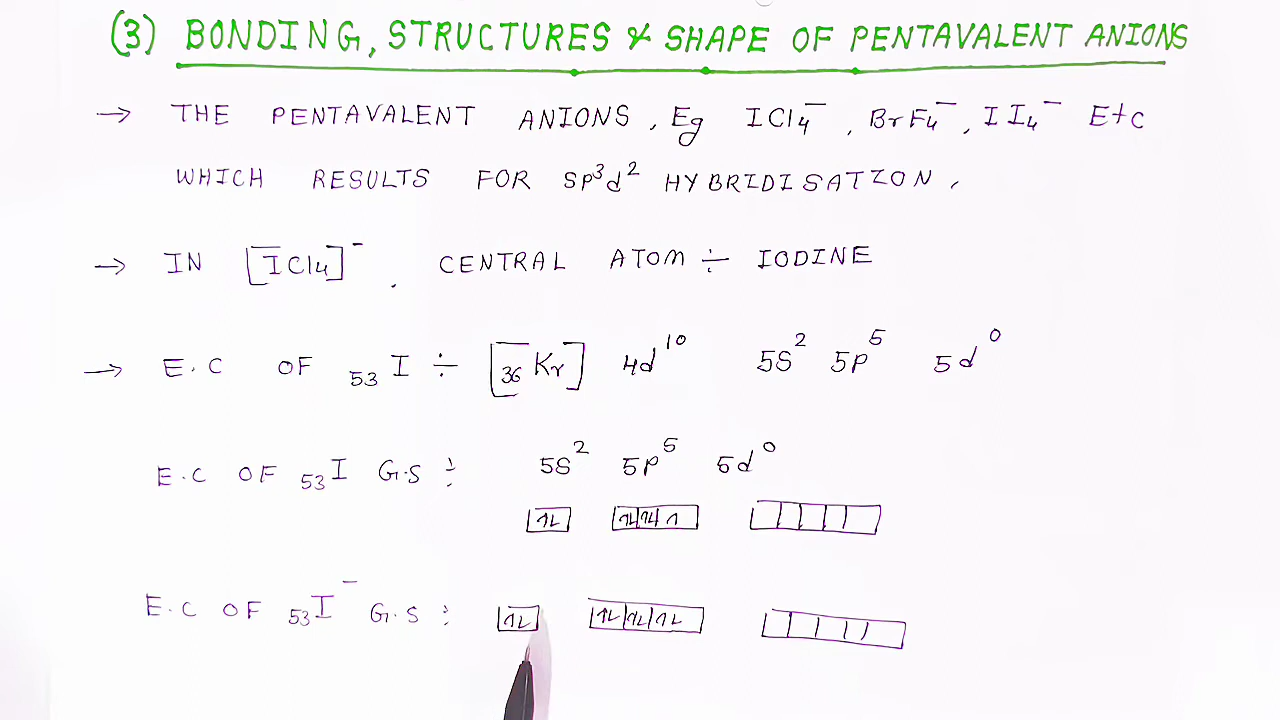 (3) BONDING, STRUCTURES & SHAPE OF PENTAVALENT ANIONS
→ THE PENTAVALENT ANIONS, Eg ICl₄⁻, BrF₄⁻, II₄⁻ Etc
WHICH RESULTS FOR SP³d² HYBRIDISATION,
→ IN [ICl₄]⁻, CENTRAL ATOM ÷ IODINE
→ E.C OF ₅₃I ÷ [₃₆Kr] 4d¹⁰ 5S² 5P⁵ 5d⁰
E.C OF ₅₃I G.S ÷ 5S² 5P⁵ 5d⁰
↿⇂ ↿⇂ ↿⇂ ↿
E.C OF ₅₃I⁻ G.S : ↿⇂ ↿⇂ ↿⇂ ↿⇂